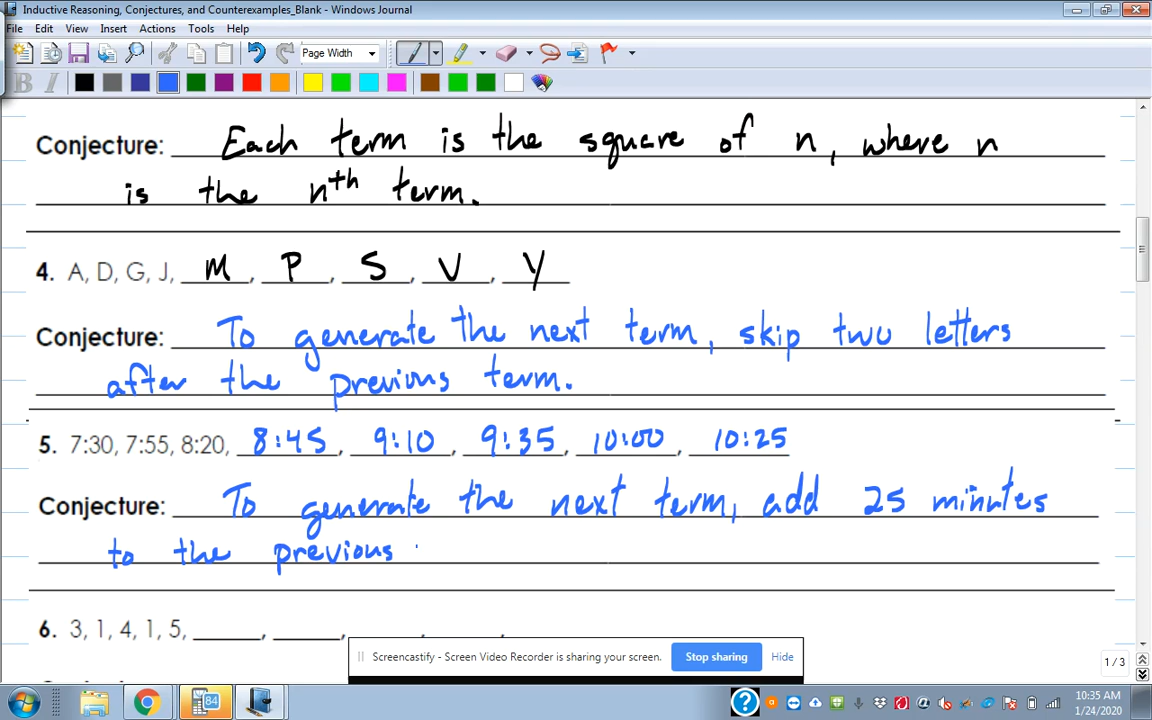 Inductive Reasoning, Conjectures, and Counterexamples_Blank - Windows Journal
File Edit View Insert Actions Tools Help
Page Width
B I
Conjecture: Each term is the square of n, where n
is the nth term.
4. A, D, G, J, M, P, S, V, Y
Conjecture: To generate the next term, skip two letters
after the previous term.
5. 7:30, 7:55, 8:20, 8:45, 9:10, 9:35, 10:00, 10:25
Conjecture: To generate the next term, add 25 minutes
to the previous
6. 3, 1, 4, 1, 5,
Screencastify - Screen Video Recorder is sharing your screen. Stop sharing Hide
1 / 3
84
10:35 AM
1/24/2020